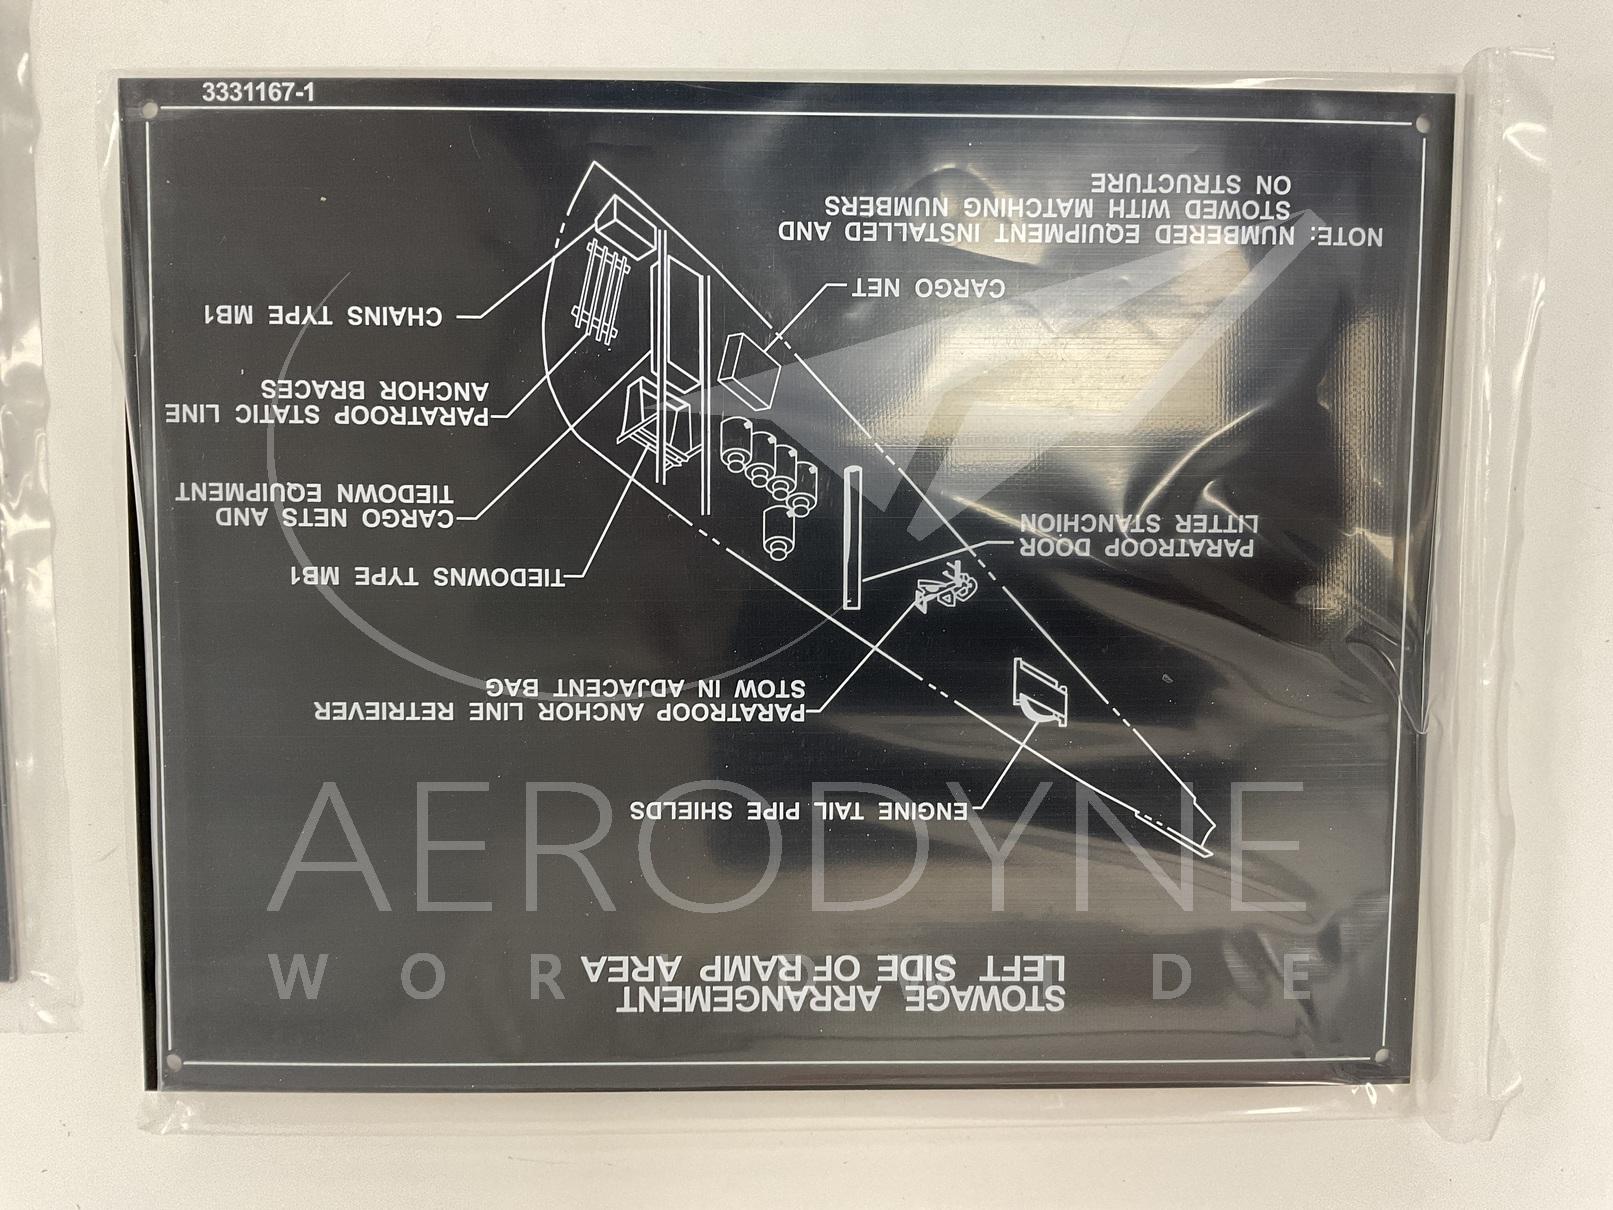 3331167-1
STOWAGE ARRANGEMENT
LEFT SIDE OF RAMP AREA
ENGINE TAIL PIPE SHIELDS
PARATROOP ANCHOR LINE RETRIEVER
STOW IN ADJACENT BAG
TIEDOWNS TYPE MB1
PARATROOP DOOR
LITTER STANCHION
CARGO NETS AND
TIEDOWN EQUIPMENT
PARATROOP STATIC LINE
ANCHOR BRACES
CHAINS TYPE MB1
CARGO NET
NOTE: NUMBERED EQUIPMENT INSTALLED AND
STOWED WITH MATCHING NUMBERS
ON STRUCTURE
AERODYNE
WORLDWIDE